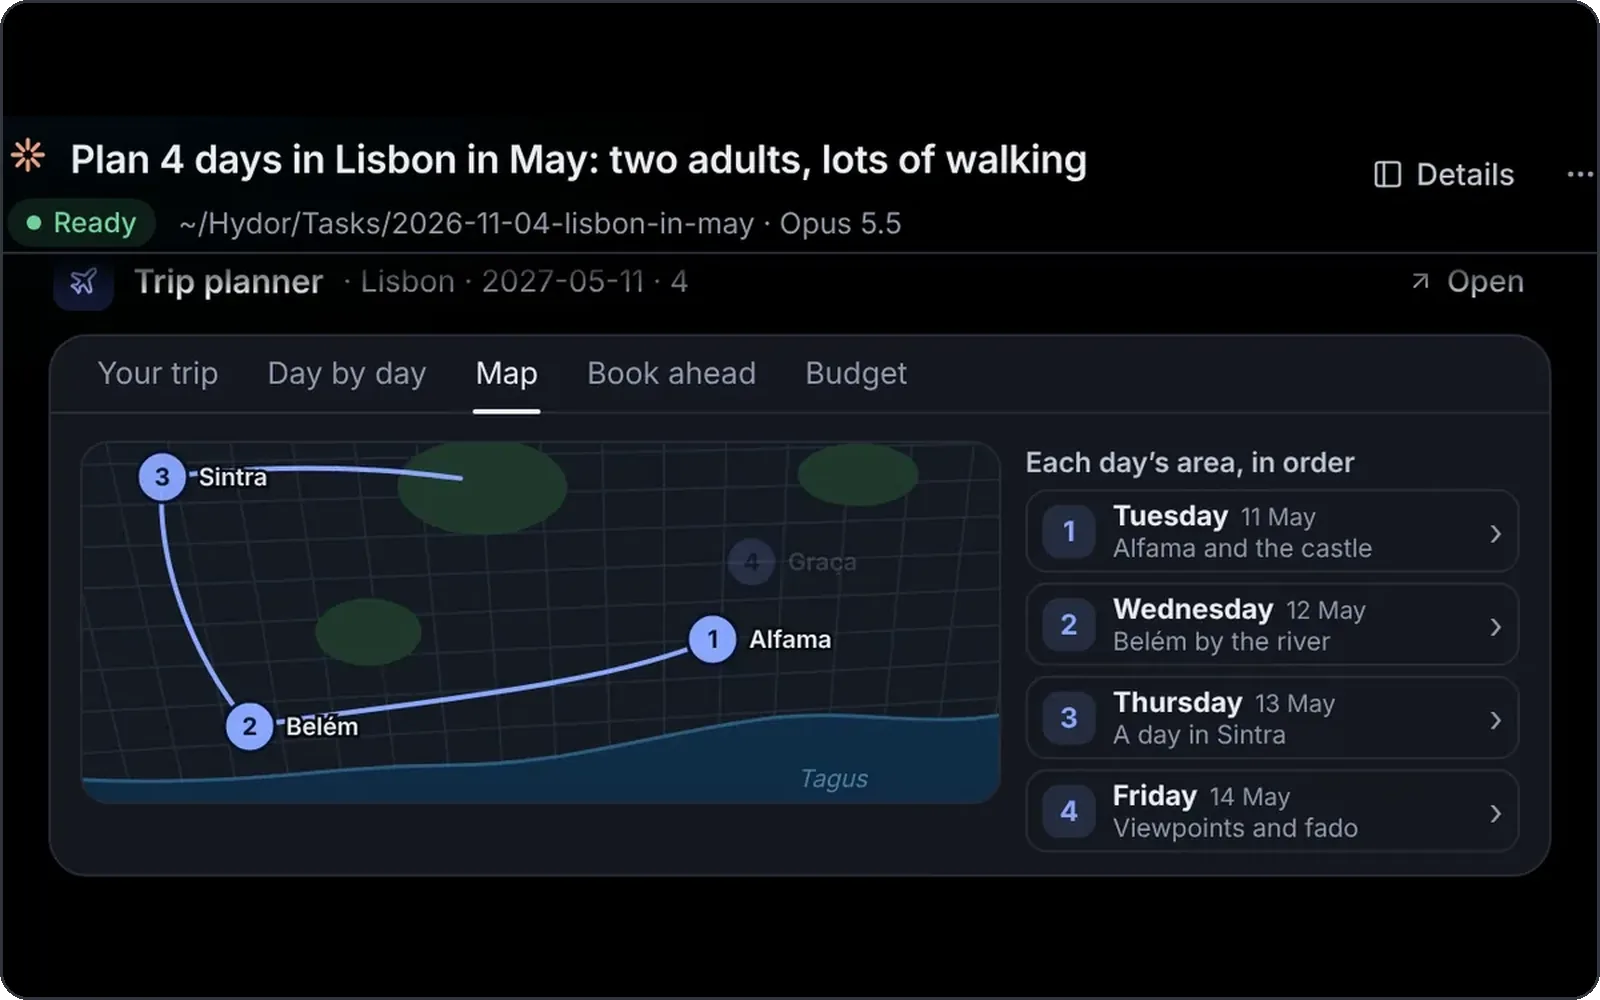 Plan 4 days in Lisbon in May: two adults, lots of walking
Details
Ready ~/Hydor/Tasks/2026-11-04-lisbon-in-may · Opus 5.5
Trip planner · Lisbon · 2027-05-11 · 4
Open
Your trip Day by day Map Book ahead Budget
3 Sintra
4 Graça
1 Alfama
2 Belém
Tagus
Each day’s area, in order
1 Tuesday 11 May
Alfama and the castle
2 Wednesday 12 May
Belém by the river
3 Thursday 13 May
A day in Sintra
4 Friday 14 May
Viewpoints and fado